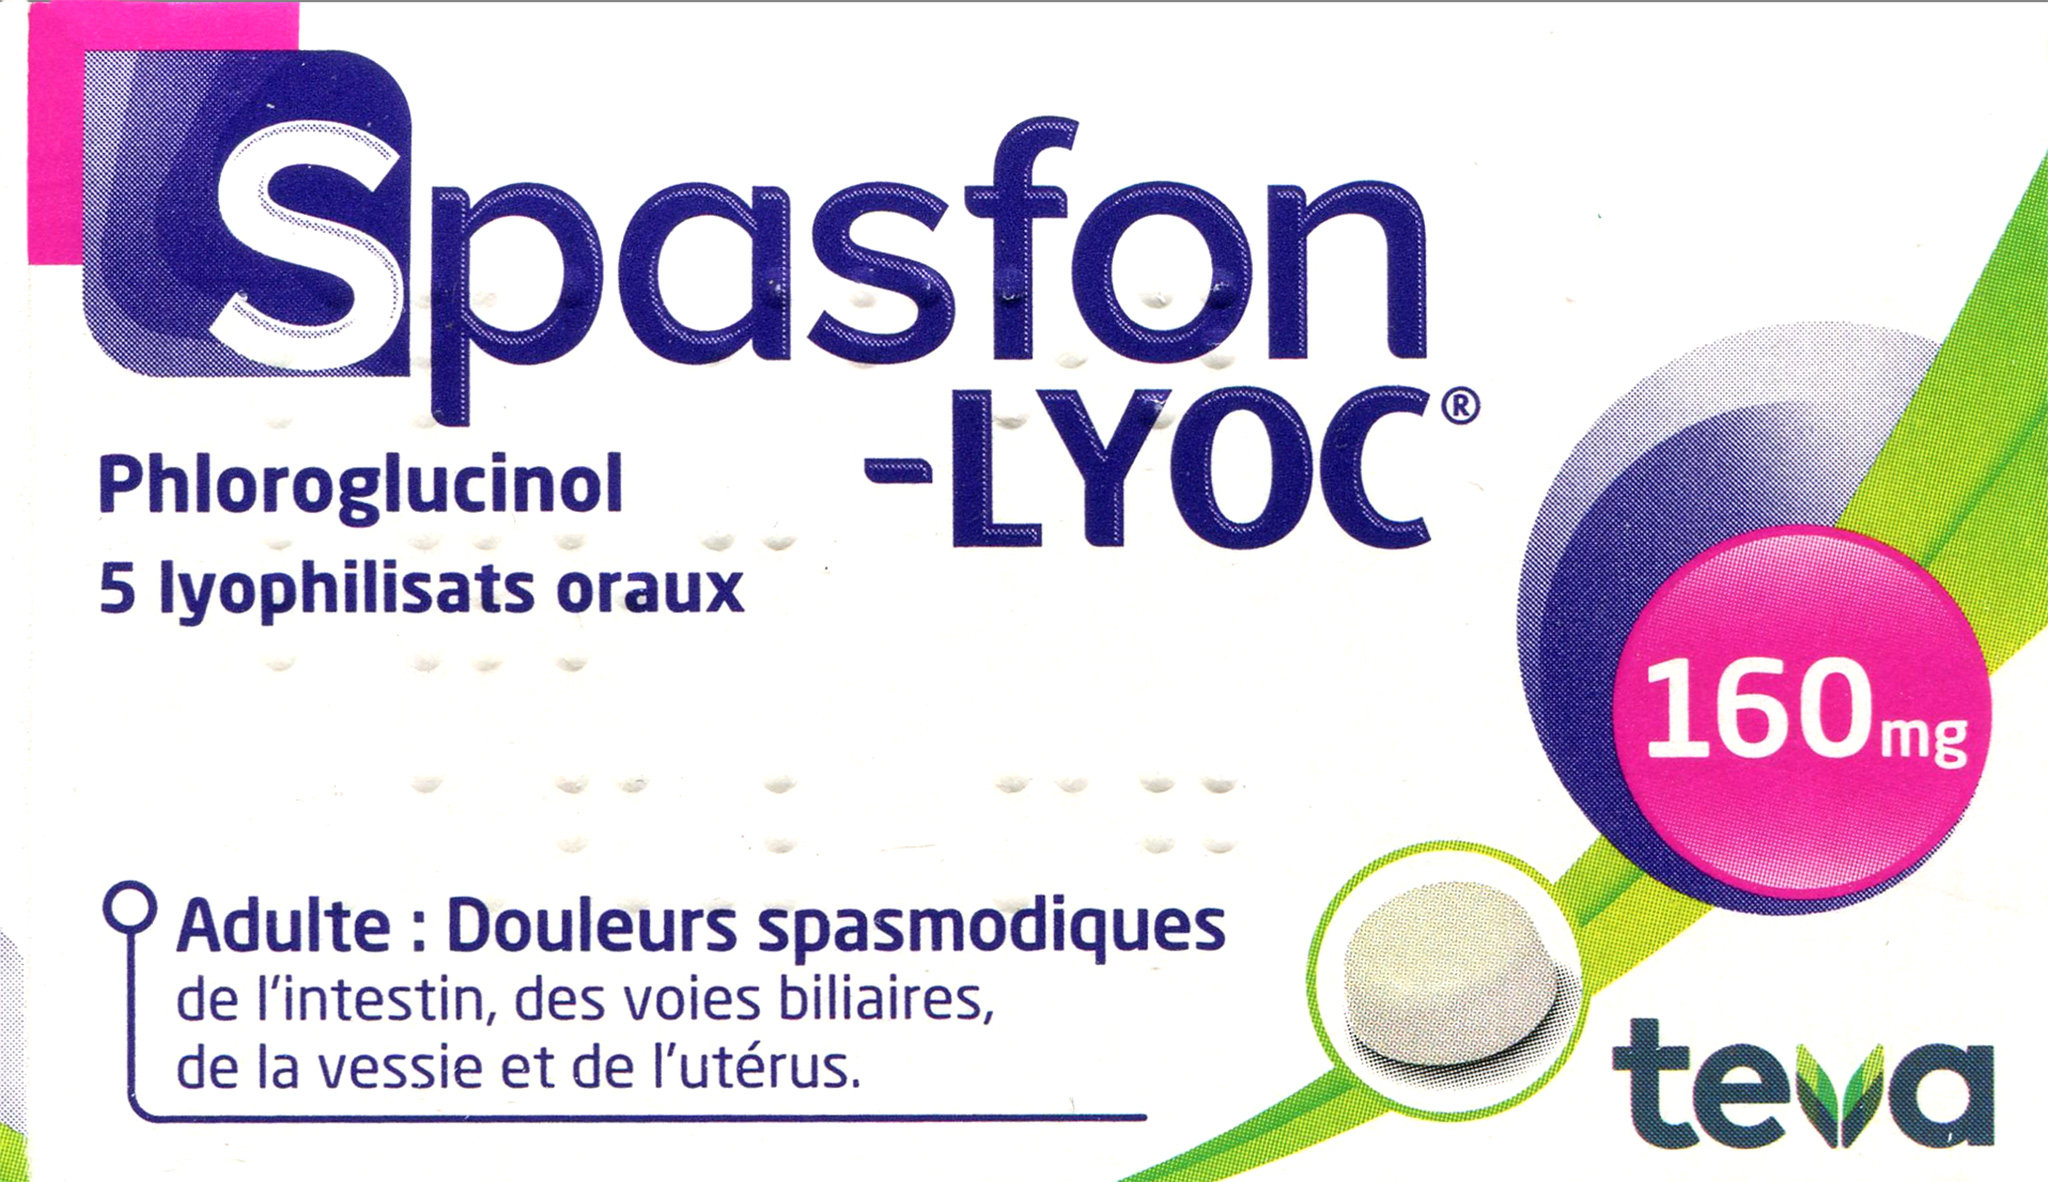 Spasfon
-LYOC®
Phloroglucinol
5 lyophilisats oraux
160mg
Adulte : Douleurs spasmodiques
de l'intestin, des voies biliaires,
de la vessie et de l'utérus.
teva